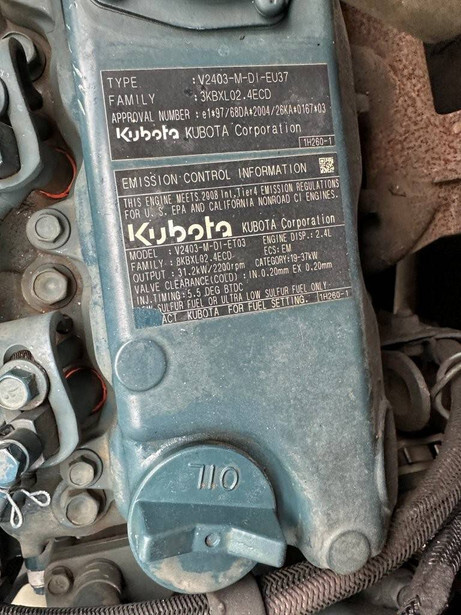 TYPE :V2403-M-DI-EU37
FAMILY :3KBXL02.4ECD
APPROVAL NUMBER :e1*97/68DA*2004/26KA*0167*03
Kubota KUBOTA Corporation
1H260-1
EMISSION CONTROL INFORMATION
THIS ENGINE MEETS 2008 Int.Tier4 EMISSION REGULATIONS
FOR U. S. EPA AND CALIFORNIA NONROAD CI ENGINES.
Kubota KUBOTA Corporation
MODEL :V2403-M-DI-ET03 ENGINE DISP.:2.4L
FAMILY :8KBXL02.4ECD ECS:EM
OUTPUT :31.2kW/2200rpm CATEGORY:19-37kW
VALVE CLEARANCE(COLD):IN.0.20mm EX.0.20mm
INJ.TIMING:5.5 DEG BTDC
LOW SULFUR FUEL OR ULTRA LOW SULFUR FUEL ONLY
ACT KUBOTA FOR FUEL SETTING. 1H260-1
OIL